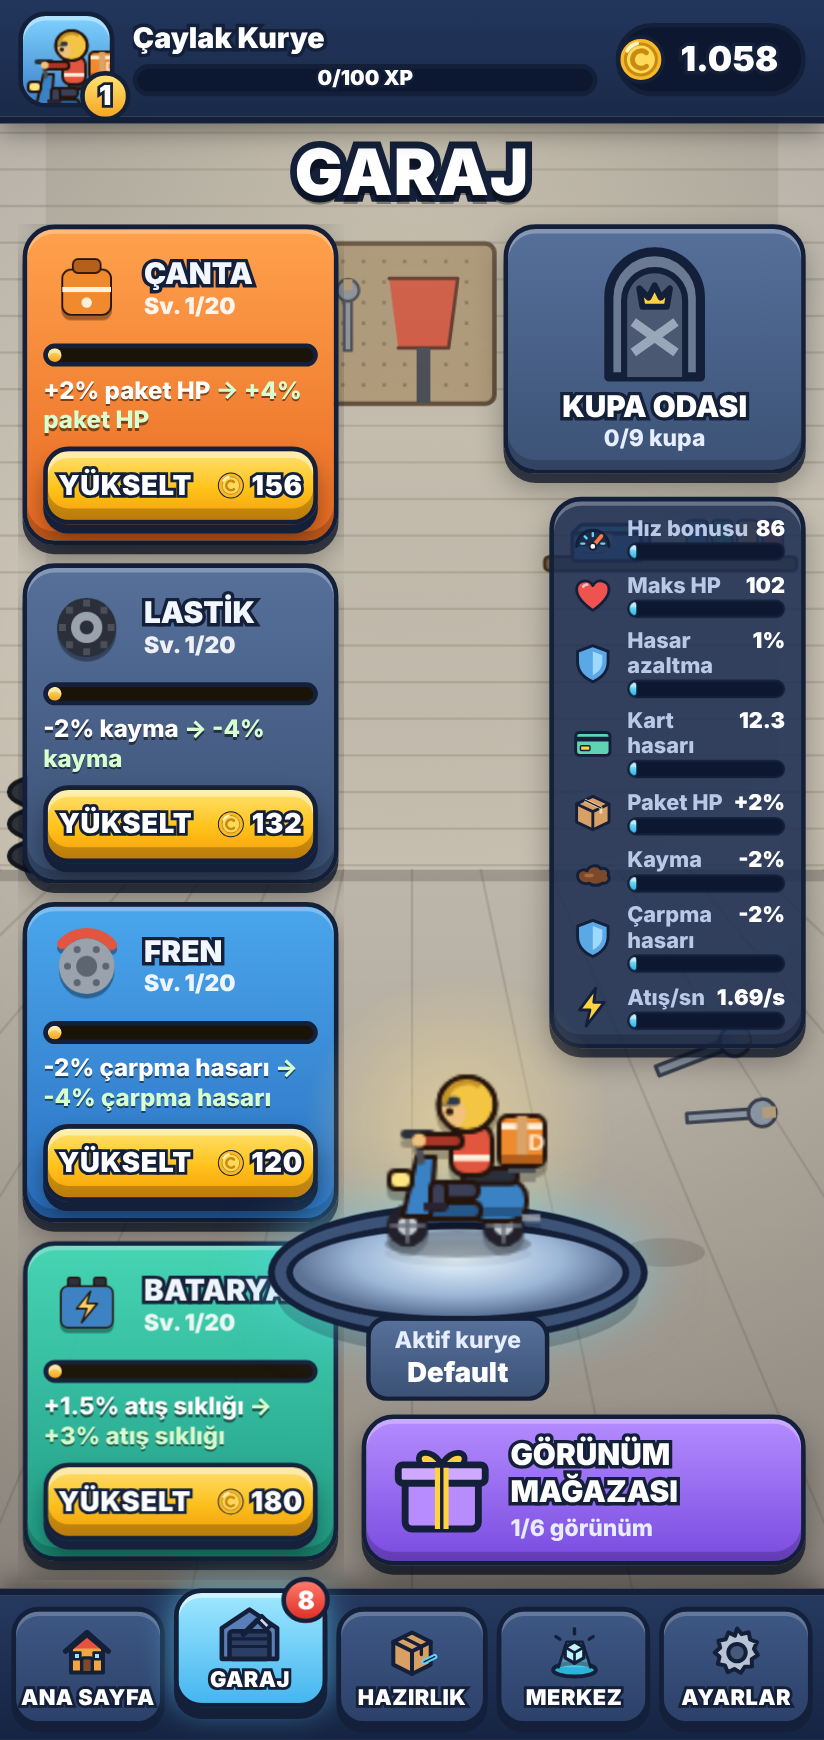 Çaylak Kurye
1
0/100 XP
1.058
GARAJ
ÇANTA
Sv. 1/20
+2% paket HP → +4%
paket HP
YÜKSELT 156
LASTİK
Sv. 1/20
-2% kayma → -4%
kayma
YÜKSELT 132
FREN
Sv. 1/20
-2% çarpma hasarı →
-4% çarpma hasarı
YÜKSELT 120
BATARYA
Sv. 1/20
+1.5% atış sıklığı →
+3% atış sıklığı
YÜKSELT 180
KUPA ODASI
0/9 kupa
Hız bonusu 86
Maks HP 102
Hasar 1%
azaltma
Kart 12.3
hasarı
Paket HP +2%
Kayma -2%
Çarpma -2%
hasarı
Atış/sn 1.69/s
D
Aktif kurye
Default
GÖRÜNÜM
MAĞAZASI
1/6 görünüm
ANA SAYFA
8
GARAJ
HAZIRLIK
MERKEZ
AYARLAR